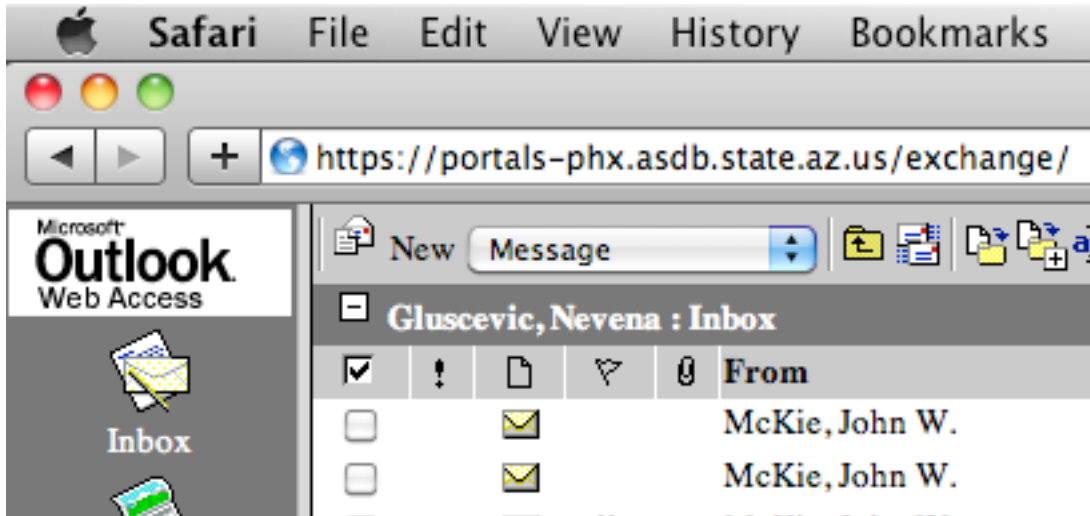 Safari File Edit View History Bookmarks
https://portals-phx.asdb.state.az.us/exchange/
Microsoft
Outlook
Web Access
New Message
Gluscevic, Nevena : Inbox
From
Inbox
McKie, John W.
McKie, John W.